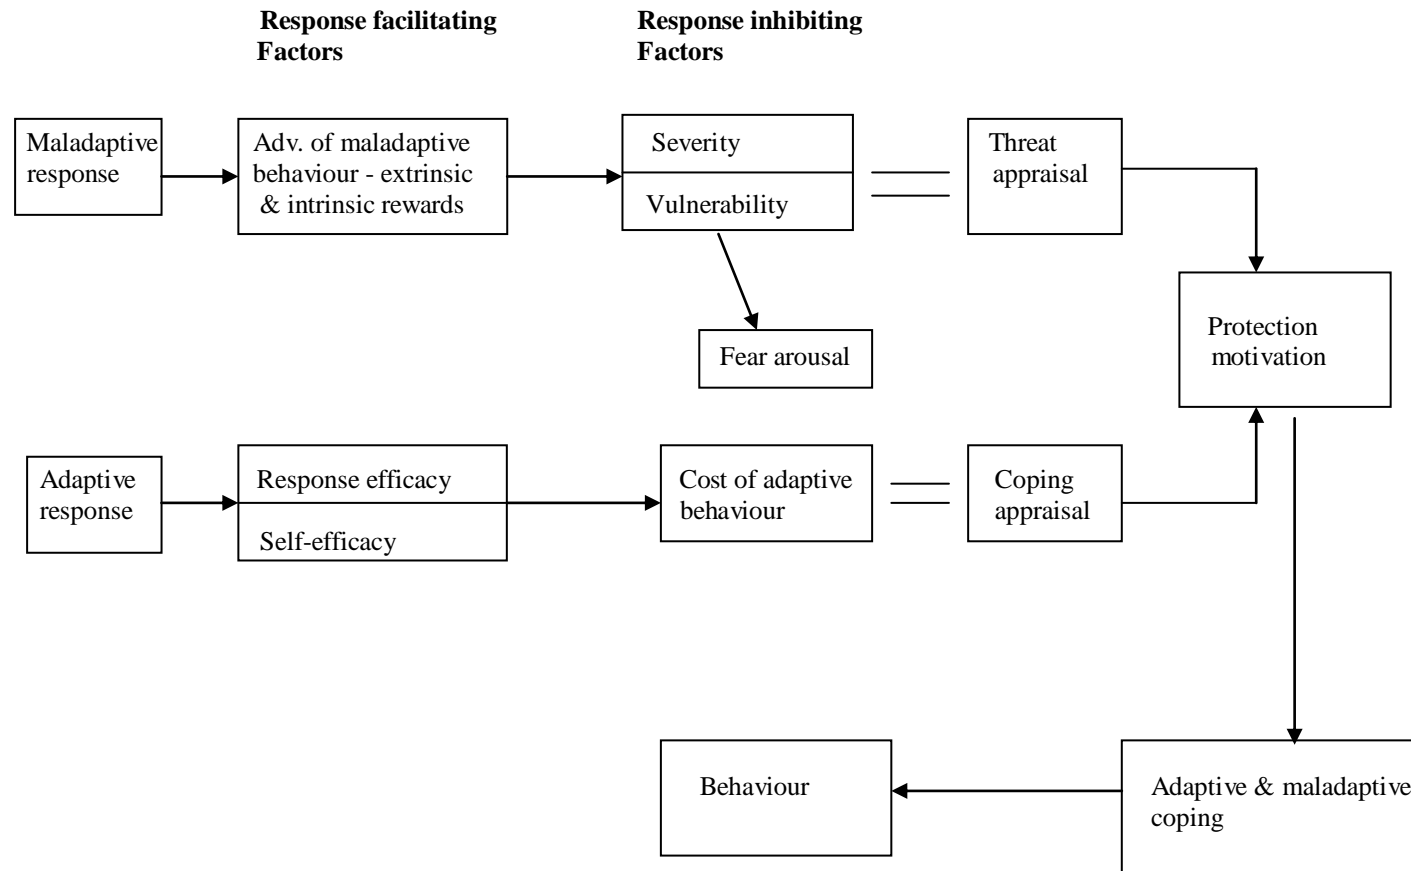 Response facilitating
Factors
Response inhibiting
Factors
Maladaptive
response
Adv. of maladaptive
behaviour - extrinsic
& intrinsic rewards
Severity
Vulnerability
Threat
appraisal
Fear arousal
Protection
motivation
Adaptive
response
Response efficacy
Self-efficacy
Cost of adaptive
behaviour
Coping
appraisal
Behaviour
Adaptive & maladaptive
coping